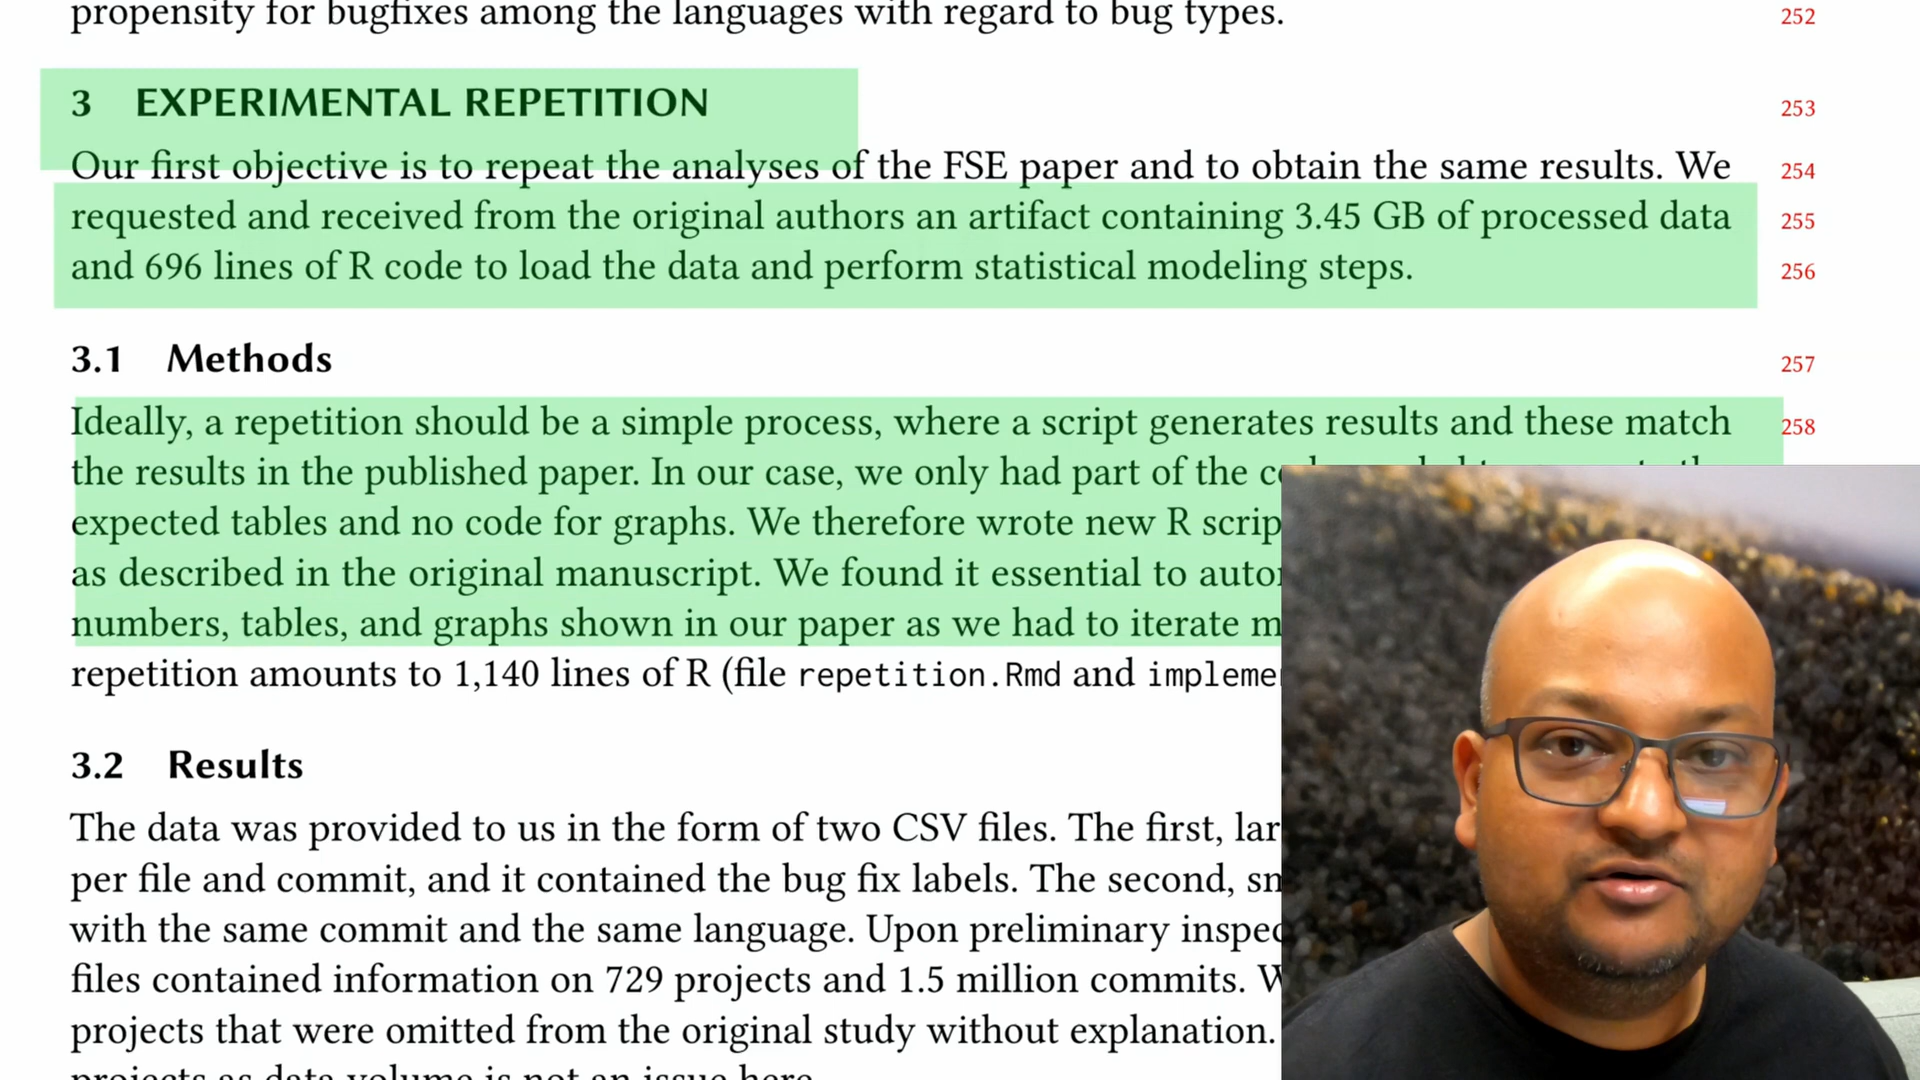 propensity for bugfixes among the languages with regard to bug types. 252
3 EXPERIMENTAL REPETITION 253
Our first objective is to repeat the analyses of the FSE paper and to obtain the same results. We 254
requested and received from the original authors an artifact containing 3.45 GB of processed data 255
and 696 lines of R code to load the data and perform statistical modeling steps. 256
3.1 Methods 257
Ideally, a repetition should be a simple process, where a script generates results and these match 258
the results in the published paper. In our case, we only had part of the
expected tables and no code for graphs. We therefore wrote new R
as described in the original manuscript. We found it essential to
numbers, tables, and graphs shown in our paper as we had to iterate
repetition amounts to 1,140 lines of R (file repetition.Rmd and
3.2 Results
The data was provided to us in the form of two CSV files. The first,
per file and commit, and it contained the bug fix labels. The second,
with the same commit and the same language. Upon preliminary
files contained information on 729 projects and 1.5 million commits.
projects that were omitted from the original study without explanation.
projects as data volume is not an issue here